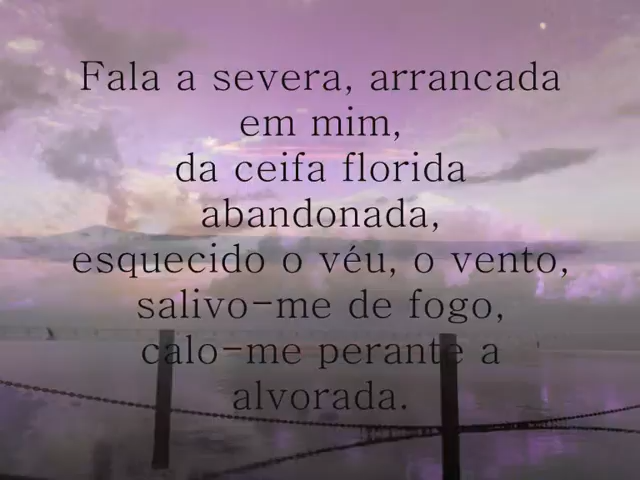 Fala a severa, arrancada
em mim,
da ceifa florida
abandonada,
esquecido o véu, o vento,
salivo-me de fogo,
calo-me perante a
alvorada.